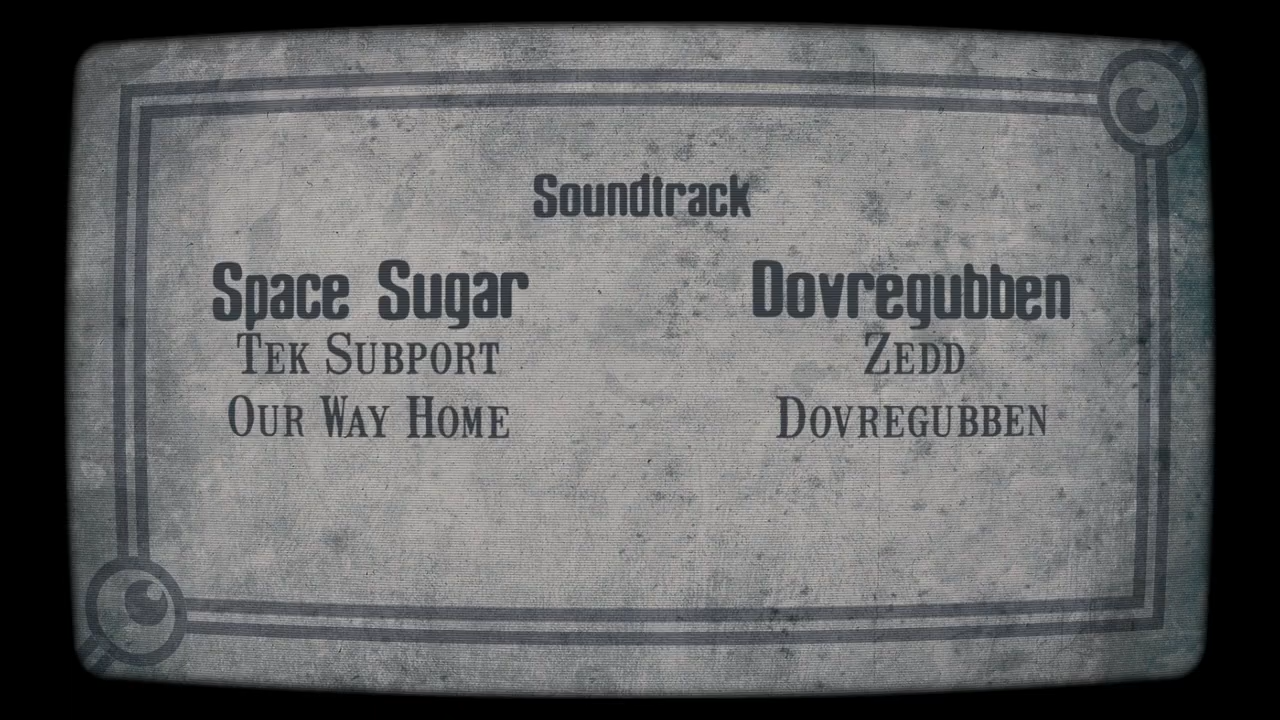 Soundtrack
Space Sugar
Tek Subport
Our Way Home
Dovregubben
Zedd
Dovregubben